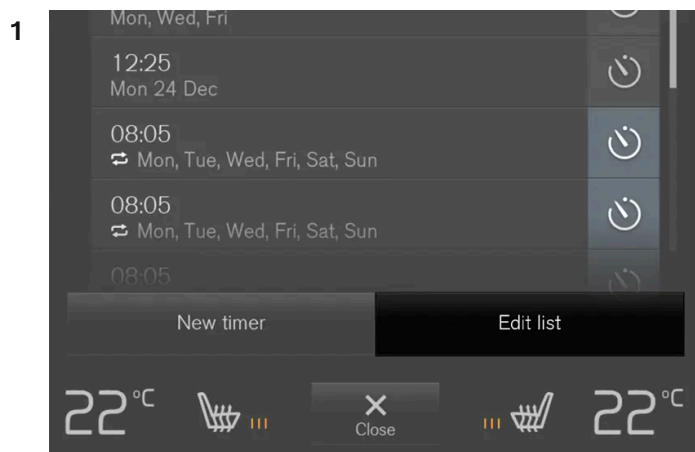 1
Mon, Wed, Fri
12:25
Mon 24 Dec
08:05
Mon, Tue, Wed, Fri, Sat, Sun
08:05
Mon, Tue, Wed, Fri, Sat, Sun
08:05
New timer
Edit list
22°C
Close
22°C